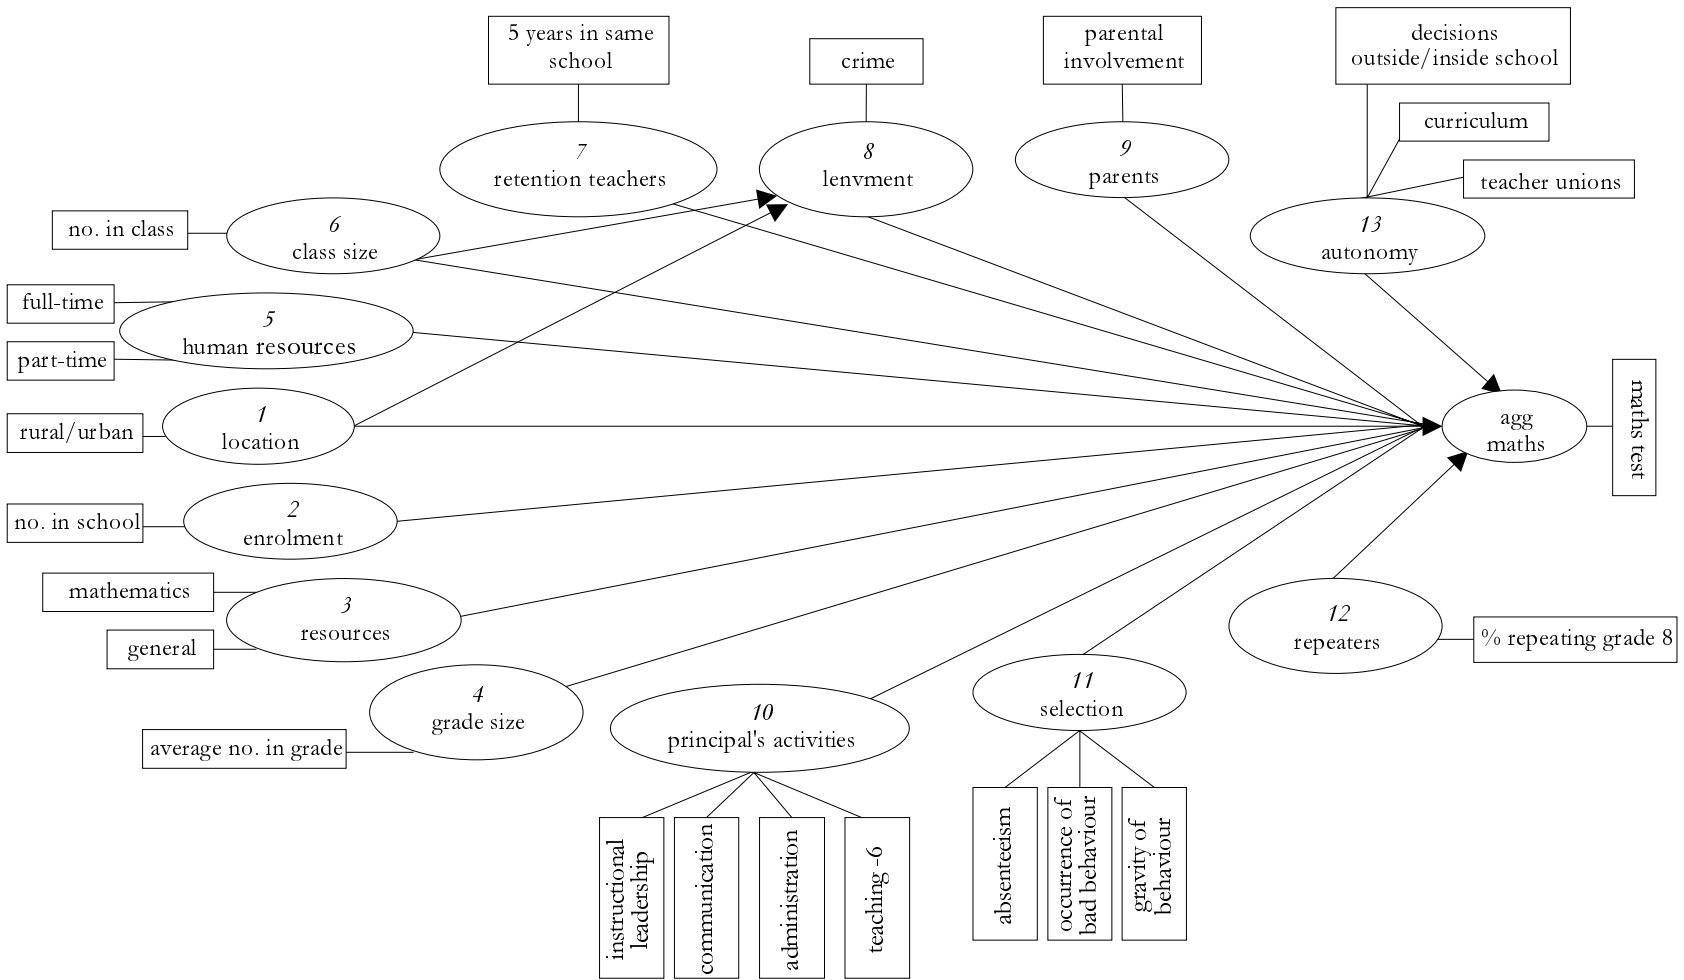 5 years in same
school
crime
parental
involvement
decisions
outside/inside school
curriculum
teacher unions
7
retention teachers
8
lenvment
9
parents
13
autonomy
no. in class
6
class size
full-time
part-time
5
human resources
rural/urban
1
location
agg
maths
maths test
no. in school
2
enrolment
mathematics
general
3
resources
12
repeaters
% repeating grade 8
4
grade size
average no. in grade
10
principal's activities
11
selection
instructional
leadership
communication
administration
teaching -6
absenteeism
occurrence of
bad behaviour
gravity of
behaviour